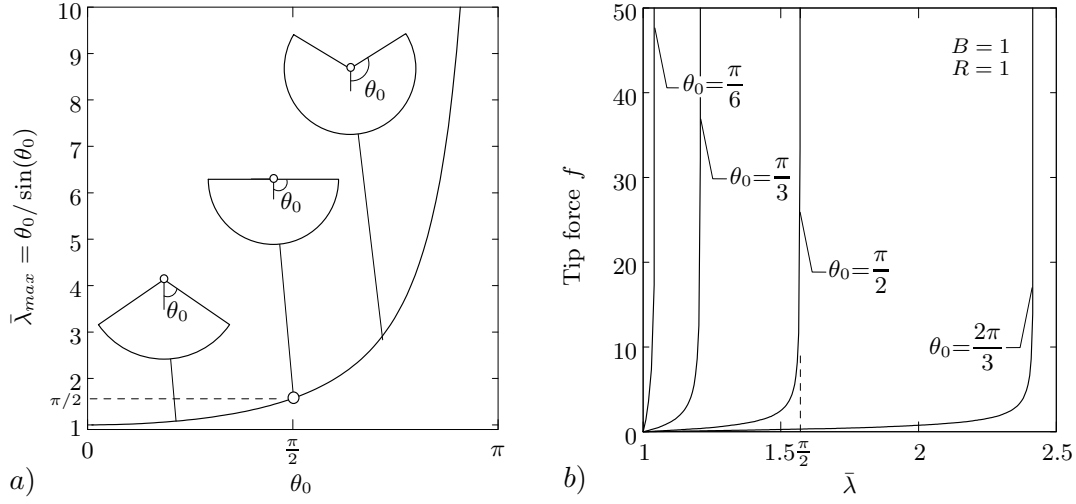 10
9
8
7
6
5
4
3
2
π/2
1
λ̄max = θ0/ sin(θ0)
θ0
θ0
θ0
0
π/2
π
θ0
a)
50
40
30
20
10
0
Tip force f
B = 1
R = 1
θ0=π/6
θ0=π/3
θ0=π/2
θ0=2π/3
1
1.5
π/2
2
2.5
λ̄
b)